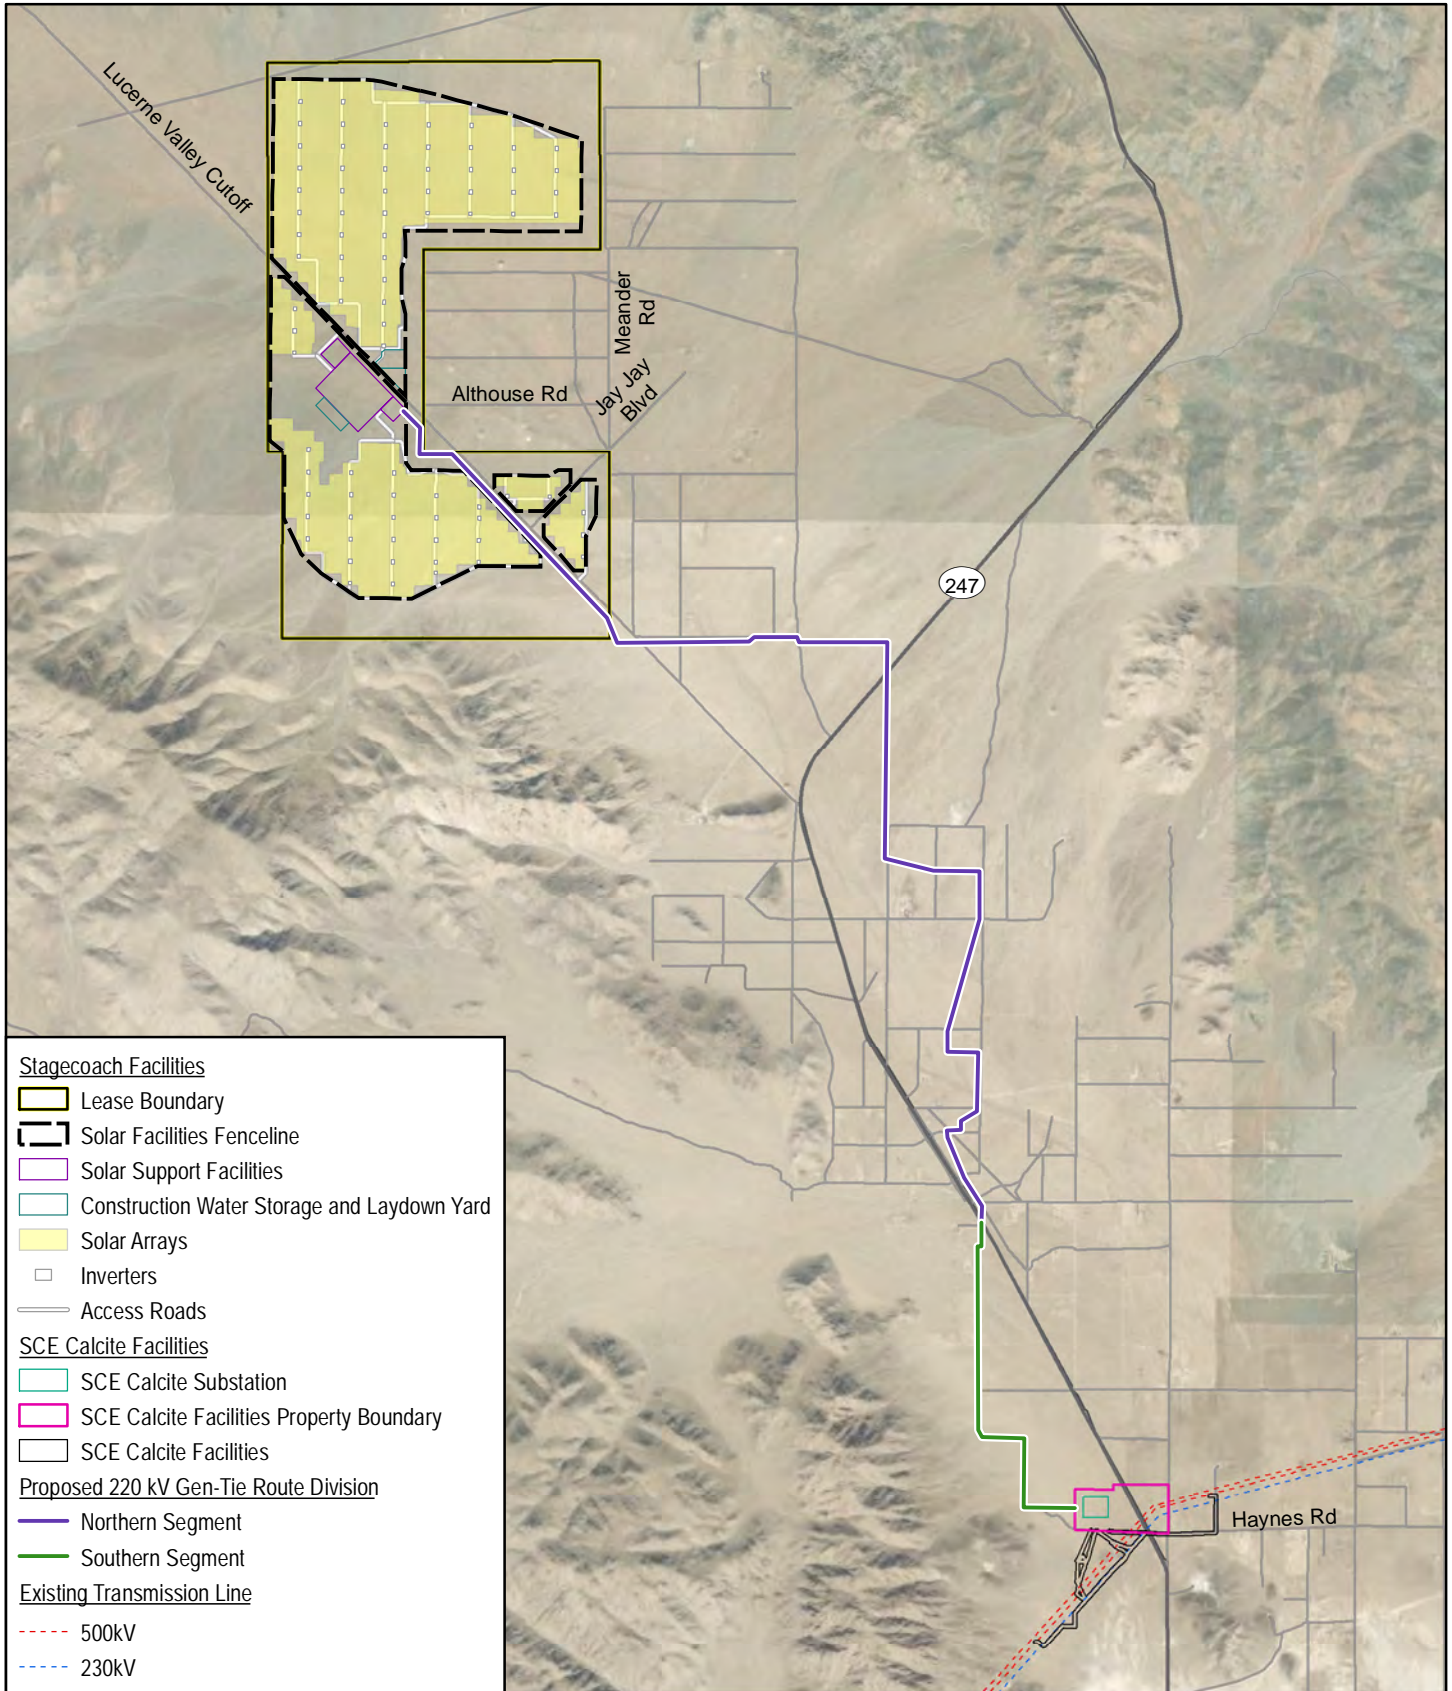 Lucerne Valley Cutoff
Meander
Rd
Althouse Rd
Jay Jay
Blvd
247
Haynes Rd
Stagecoach Facilities
Lease Boundary
Solar Facilities Fenceline
Solar Support Facilities
Construction Water Storage and Laydown Yard
Solar Arrays
Inverters
Access Roads
SCE Calcite Facilities
SCE Calcite Substation
SCE Calcite Facilities Property Boundary
SCE Calcite Facilities
Proposed 220 kV Gen-Tie Route Division
Northern Segment
Southern Segment
Existing Transmission Line
500kV
230kV